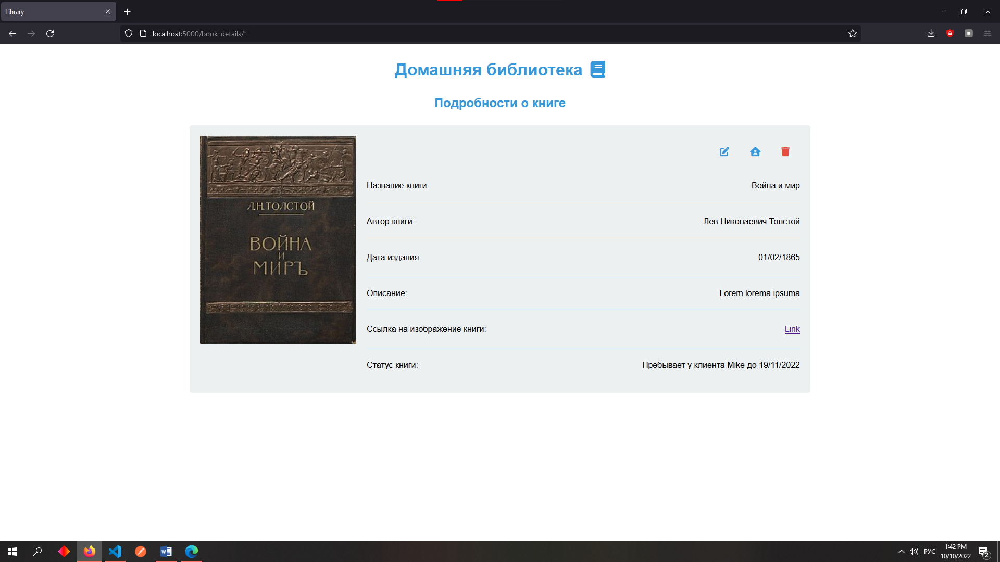 Library
localhost:5000/book_details/1
Домашняя библиотека
Подробности о книге
Л.Н.ТОЛСТОЙ
ВОЙНА
И
МИРЪ
Название книги: Война и мир
Автор книги: Лев Николаевич Толстой
Дата издания: 01/02/1865
Описание: Lorem lorema ipsuma
Ссылка на изображение книги: Link
Статус книги: Пребывает у клиента Mike до 19/11/2022
РУС
1:42 PM
10/10/2022
2